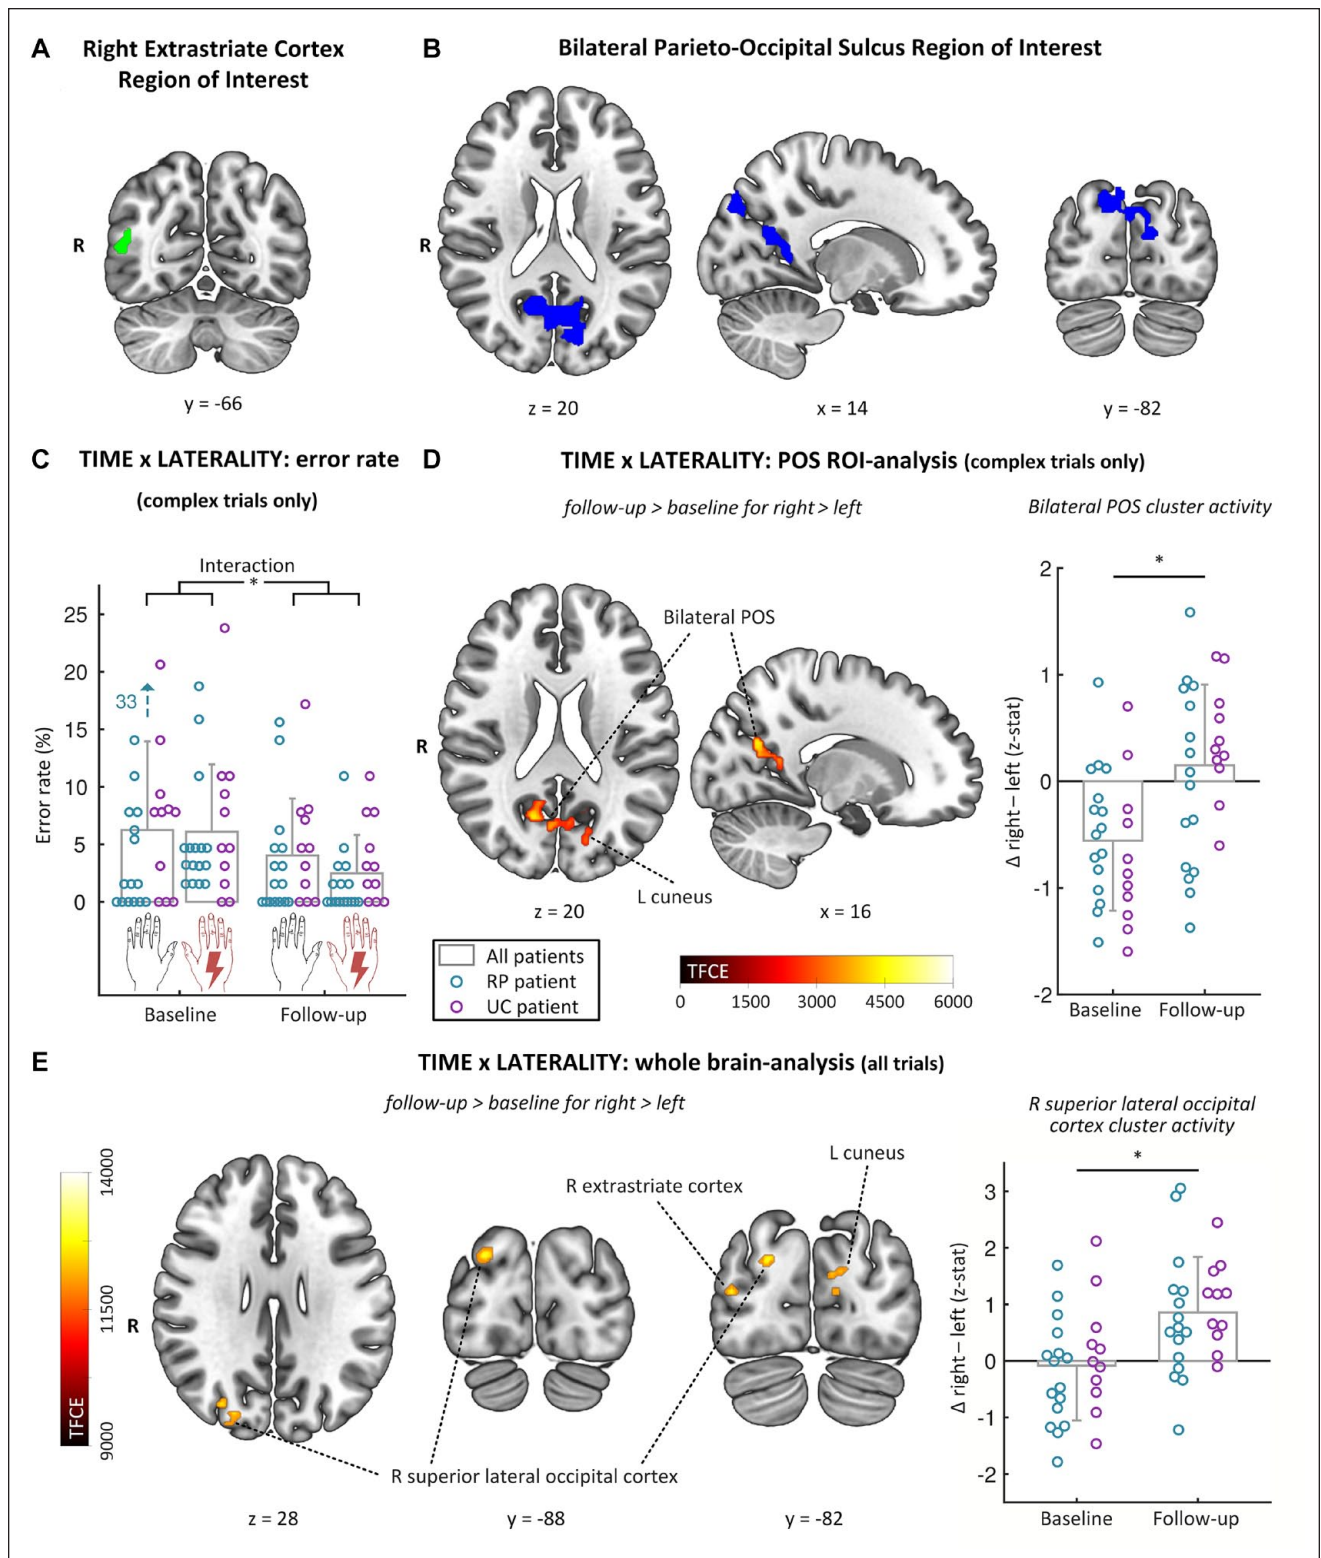 A Right Extrastriate Cortex
Region of Interest
R
y = -66
B Bilateral Parieto-Occipital Sulcus Region of Interest
R
z = 20
x = 14
y = -82
C TIME x LATERALITY: error rate
(complex trials only)
Interaction
*
Error rate (%)
25
20
15
10
5
0
33
Baseline
Follow-up
D TIME x LATERALITY: POS ROI-analysis (complex trials only)
follow-up > baseline for right > left
Bilateral POS
R
L cuneus
z = 20
x = 16
All patients
RP patient
UC patient
TFCE
0 1500 3000 4500 6000
Bilateral POS cluster activity
*
Δ right – left (z-stat)
2
1
0
-1
-2
Baseline Follow-up
E TIME x LATERALITY: whole brain-analysis (all trials)
follow-up > baseline for right > left
14000
11500
9000
TFCE
R
L cuneus
R extrastriate cortex
R superior lateral occipital cortex
z = 28
y = -88
y = -82
R superior lateral occipital
cortex cluster activity
*
Δ right – left (z-stat)
3
2
1
0
-1
-2
Baseline Follow-up